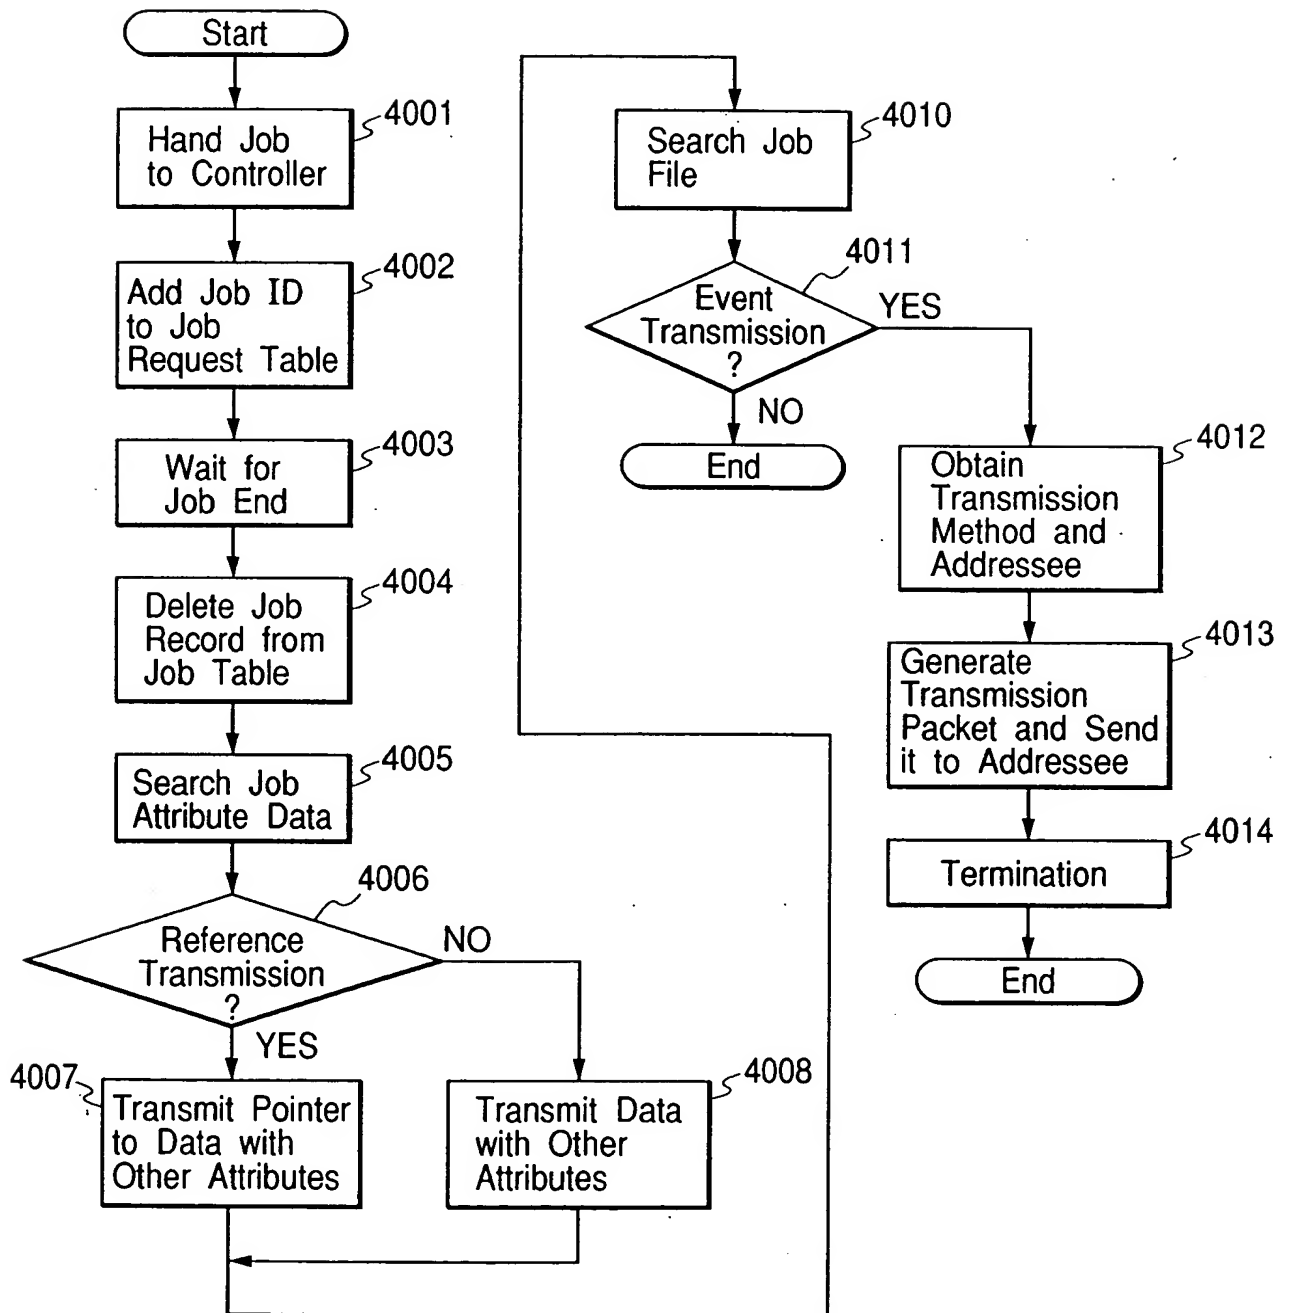 Start
4001
Hand Job
to Controller
4002
Add Job ID
to Job
Request Table
4003
Wait for
Job End
4004
Delete Job
Record from
Job Table
4005
Search Job
Attribute Data
4006
Reference
Transmission
?
NO
YES
4007
Transmit Pointer
to Data with
Other Attributes
4008
Transmit Data
with Other
Attributes
4010
Search Job
File
4011
Event
Transmission
?
YES
NO
End
4012
Obtain
Transmission
Method and
Addressee
4013
Generate
Transmission
Packet and Send
it to Addressee
4014
Termination
End